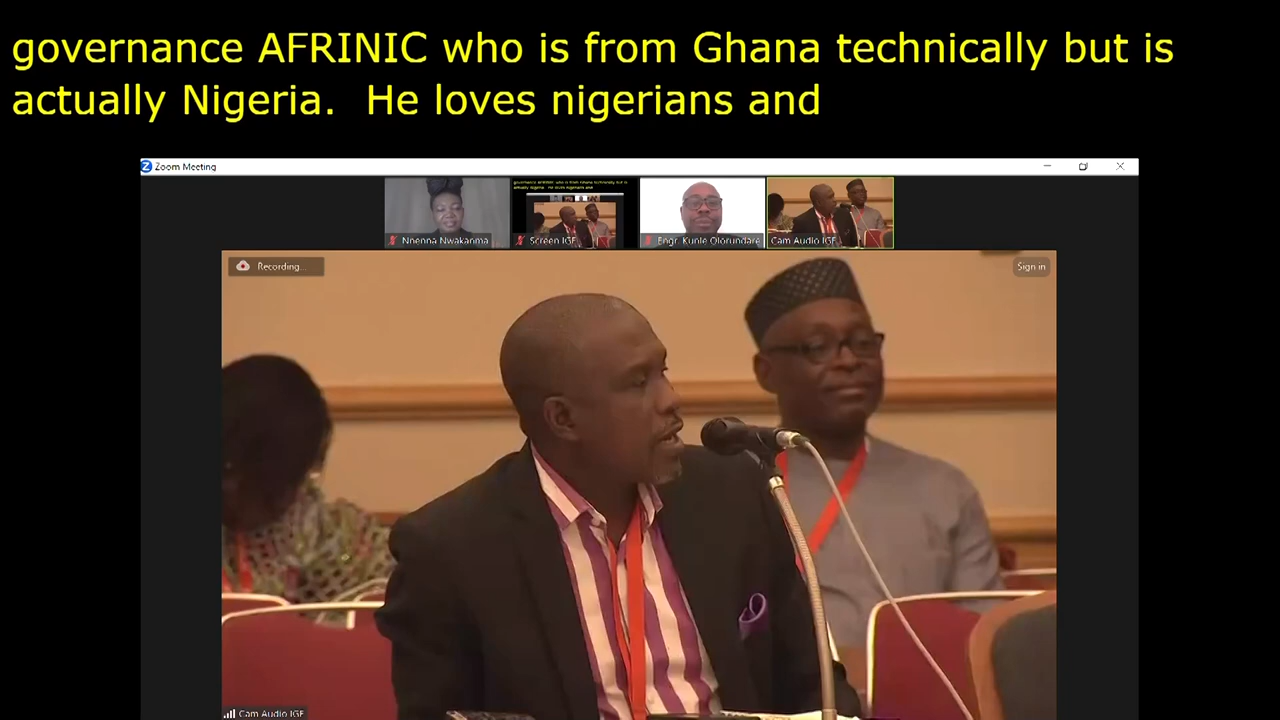 governance AFRINIC who is from Ghana technically but is
actually Nigeria.  He loves nigerians and
Zoom Meeting
Nnenna Nwakanma
Screen IGF
Engr. Kunle Olorundare
Cam Audio IGF
Recording...
Sign in
Cam Audio IGF